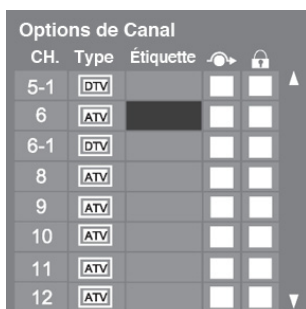 Options de Canal
CH. Type Étiquette
5-1 DTV
6 ATV
6-1 DTV
8 ATV
9 ATV
10 ATV
11 ATV
12 ATV